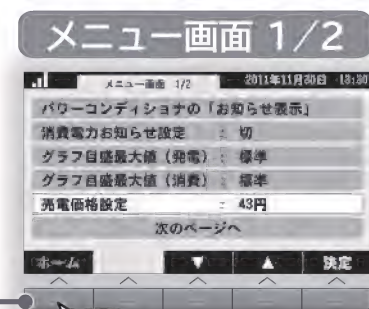 メニュー画面 1/2
メニュー画面 1/2 2011年11月30日 13:30
パワーコンディショナの「お知らせ表示」
消費電力お知らせ設定 : 切
グラフ目盛最大値（発電） : 標準
グラフ目盛最大値（消費） : 標準
売電価格設定 : 43円
次のページへ
ホーム ▼ ▲ 決定